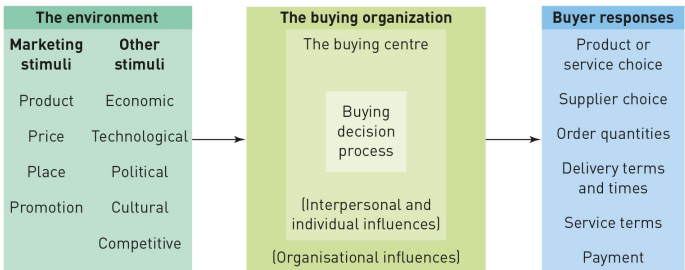 The environment
Marketing
stimuli
Product
Price
Place
Promotion
Other
stimuli
Economic
Technological
Political
Cultural
Competitive
The buying organization
The buying centre
Buying
decision
process
(Interpersonal and
individual influences)
(Organisational influences)
Buyer responses
Product or
service choice
Supplier choice
Order quantities
Delivery terms
and times
Service terms
Payment